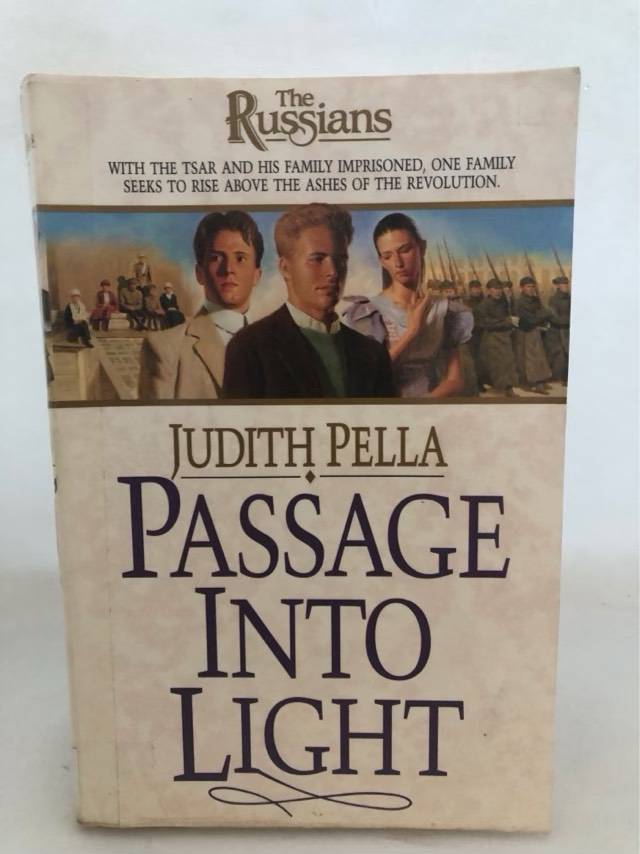 The
Russians
WITH THE TSAR AND HIS FAMILY IMPRISONED, ONE FAMILY
SEEKS TO RISE ABOVE THE ASHES OF THE REVOLUTION.
JUDITH PELLA
PASSAGE
INTO
LIGHT